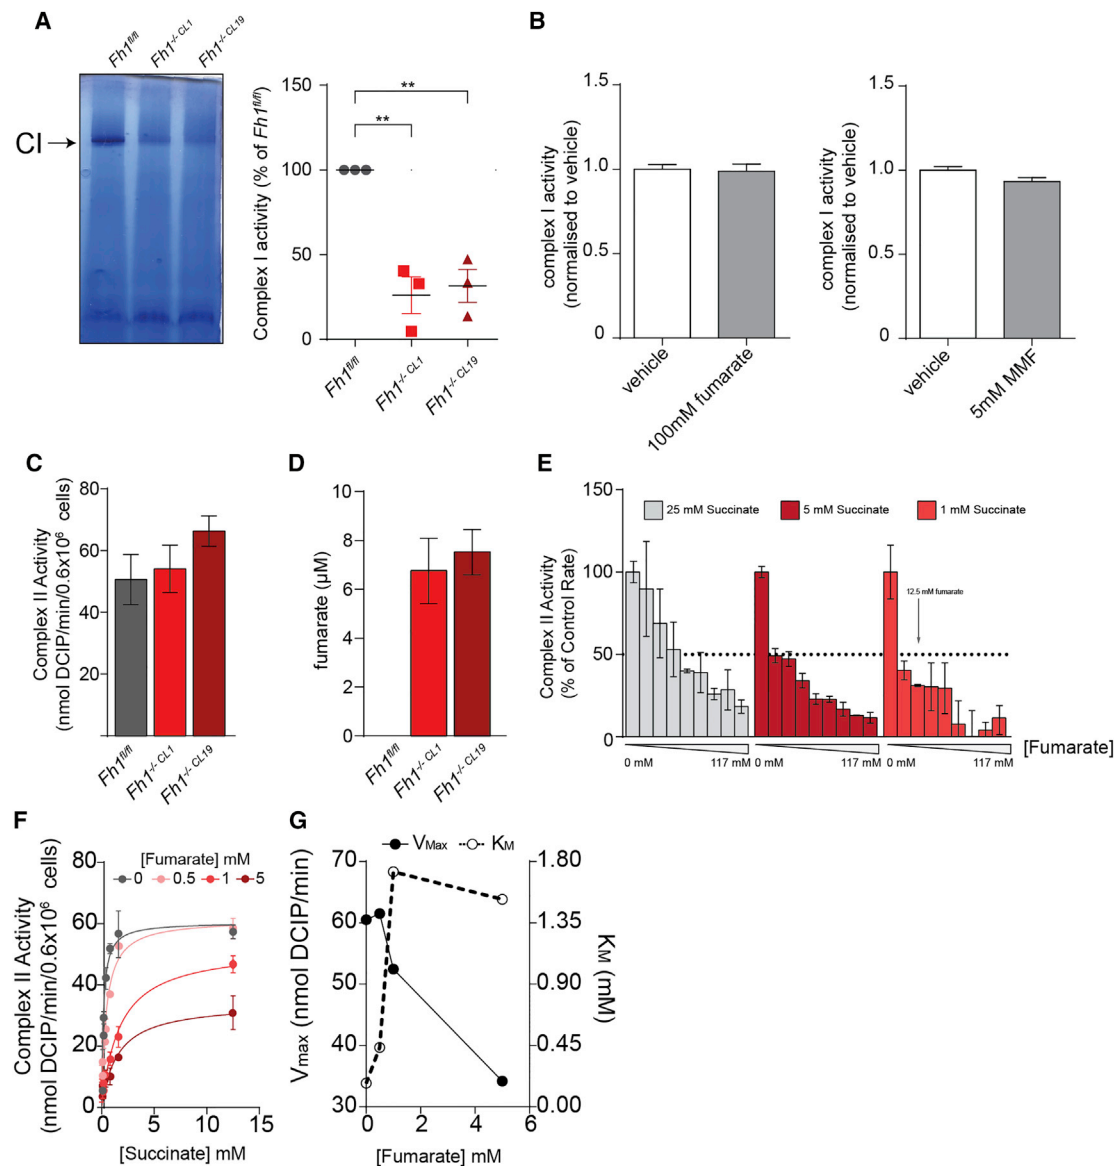 A
Fh1fl/fl
Fh1-/- CL1
Fh1-/- CL19
CI
Complex I activity (% of Fh1fl/fl)
150
100
50
0
**
**
Fh1fl/fl
Fh1-/- CL1
Fh1-/- CL19
B
complex I activity
(normalised to vehicle)
1.5
1.0
0.5
0
vehicle
100mM fumarate
complex I activity
(normalised to vehicle)
1.5
1.0
0.5
0
vehicle
5mM MMF
C
Complex II Activity
(nmol DCIP/min/0.6x10⁶ cells)
80
60
40
20
Fh1fl/fl
Fh1-/- CL1
Fh1-/- CL19
D
fumarate (µM)
10
8
6
4
2
0
Fh1fl/fl
Fh1-/- CL1
Fh1-/- CL19
E
Complex II Activity
(% of Control Rate)
150
100
50
0
25 mM Succinate
5 mM Succinate
1 mM Succinate
12.5 mM fumarate
0 mM
117 mM
0 mM
117 mM
0 mM
117 mM
[Fumarate]
F
Complex II Activity
(nmol DCIP/min/0.6x10⁶ cells)
[Fumarate] mM
0 0.5 1 5
80
60
40
20
0
0 5 10 15
[Succinate] mM
G
VMax KM
Vmax (nmol DCIP/min)
70
60
50
40
30
1.80
1.35
0.90
0.45
0.00
KM (mM)
0 2 4 6
[Fumarate] mM